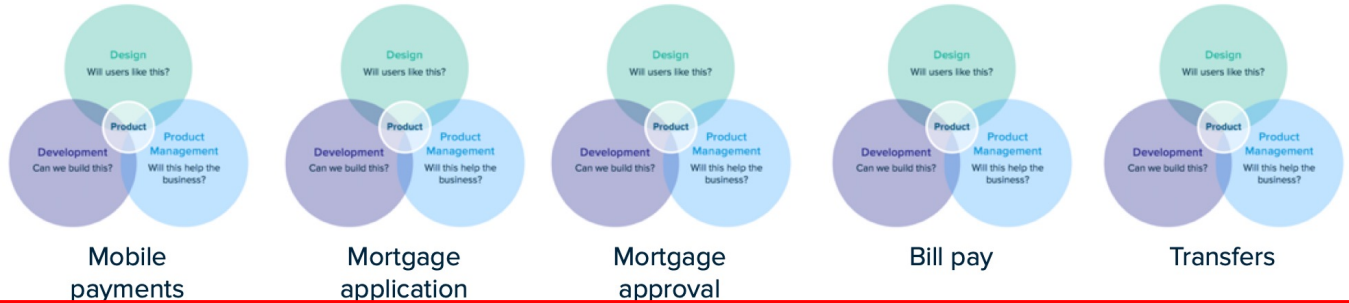 Design
Will users like this?
Product
Development
Can we build this?
Product
Management
Will this help the
business?
Mobile
payments
Design
Will users like this?
Product
Development
Can we build this?
Product
Management
Will this help the
business?
Mortgage
application
Design
Will users like this?
Product
Development
Can we build this?
Product
Management
Will this help the
business?
Mortgage
approval
Design
Will users like this?
Product
Development
Can we build this?
Product
Management
Will this help the
business?
Bill pay
Design
Will users like this?
Product
Development
Can we build this?
Product
Management
Will this help the
business?
Transfers